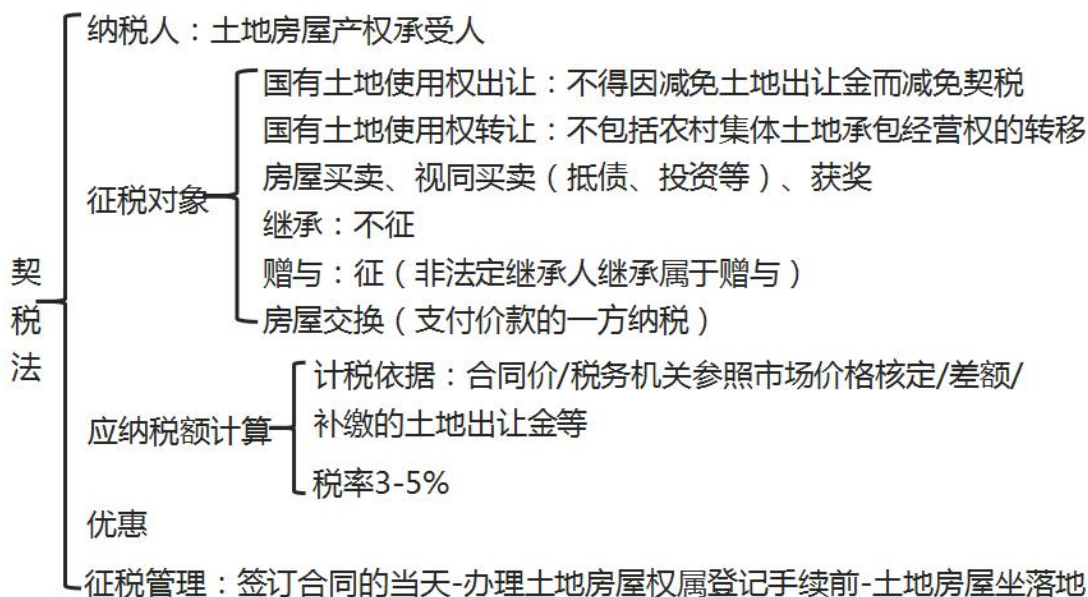 纳税人：土地房屋产权承受人
国有土地使用权出让：不得因减免土地出让金而减免契税
国有土地使用权转让：不包括农村集体土地承包经营权的转移
房屋买卖、视同买卖（抵债、投资等）、获奖
征税对象
继承：不征
赠与：征（非法定继承人继承属于赠与）
房屋交换（支付价款的一方纳税）
契税法
计税依据：合同价/税务机关参照市场价格核定/差额/
补缴的土地出让金等
应纳税额计算
税率3-5%
优惠
征税管理：签订合同的当天-办理土地房屋权属登记手续前-土地房屋坐落地